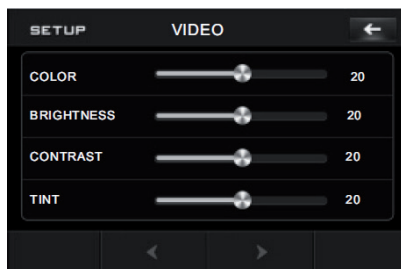 SETUP VIDEO
COLOR 20
BRIGHTNESS 20
CONTRAST 20
TINT 20